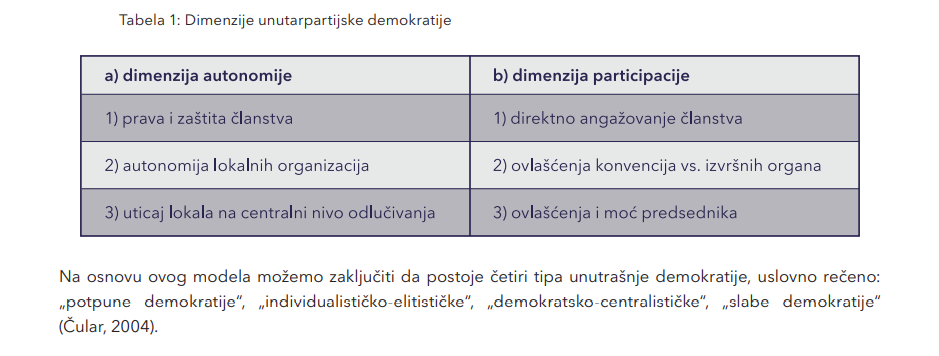 Tabela 1: Dimenzije unutarpartijske demokratije
a) dimenzija autonomije
b) dimenzija participacije
1) prava i zaštita članstva
1) direktno angažovanje članstva
2) autonomija lokalnih organizacija
2) ovlašćenja konvencija vs. izvršnih organa
3) uticaj lokala na centralni nivo odlučivanja
3) ovlašćenja i moć predsednika
Na osnovu ovog modela možemo zaključiti da postoje četiri tipa unutrašnje demokratije, uslovno rečeno:
„potpune demokratije“, „individualističko-elitističke“, „demokratsko-centralističke“, „slabe demokratije“
(Čular, 2004).